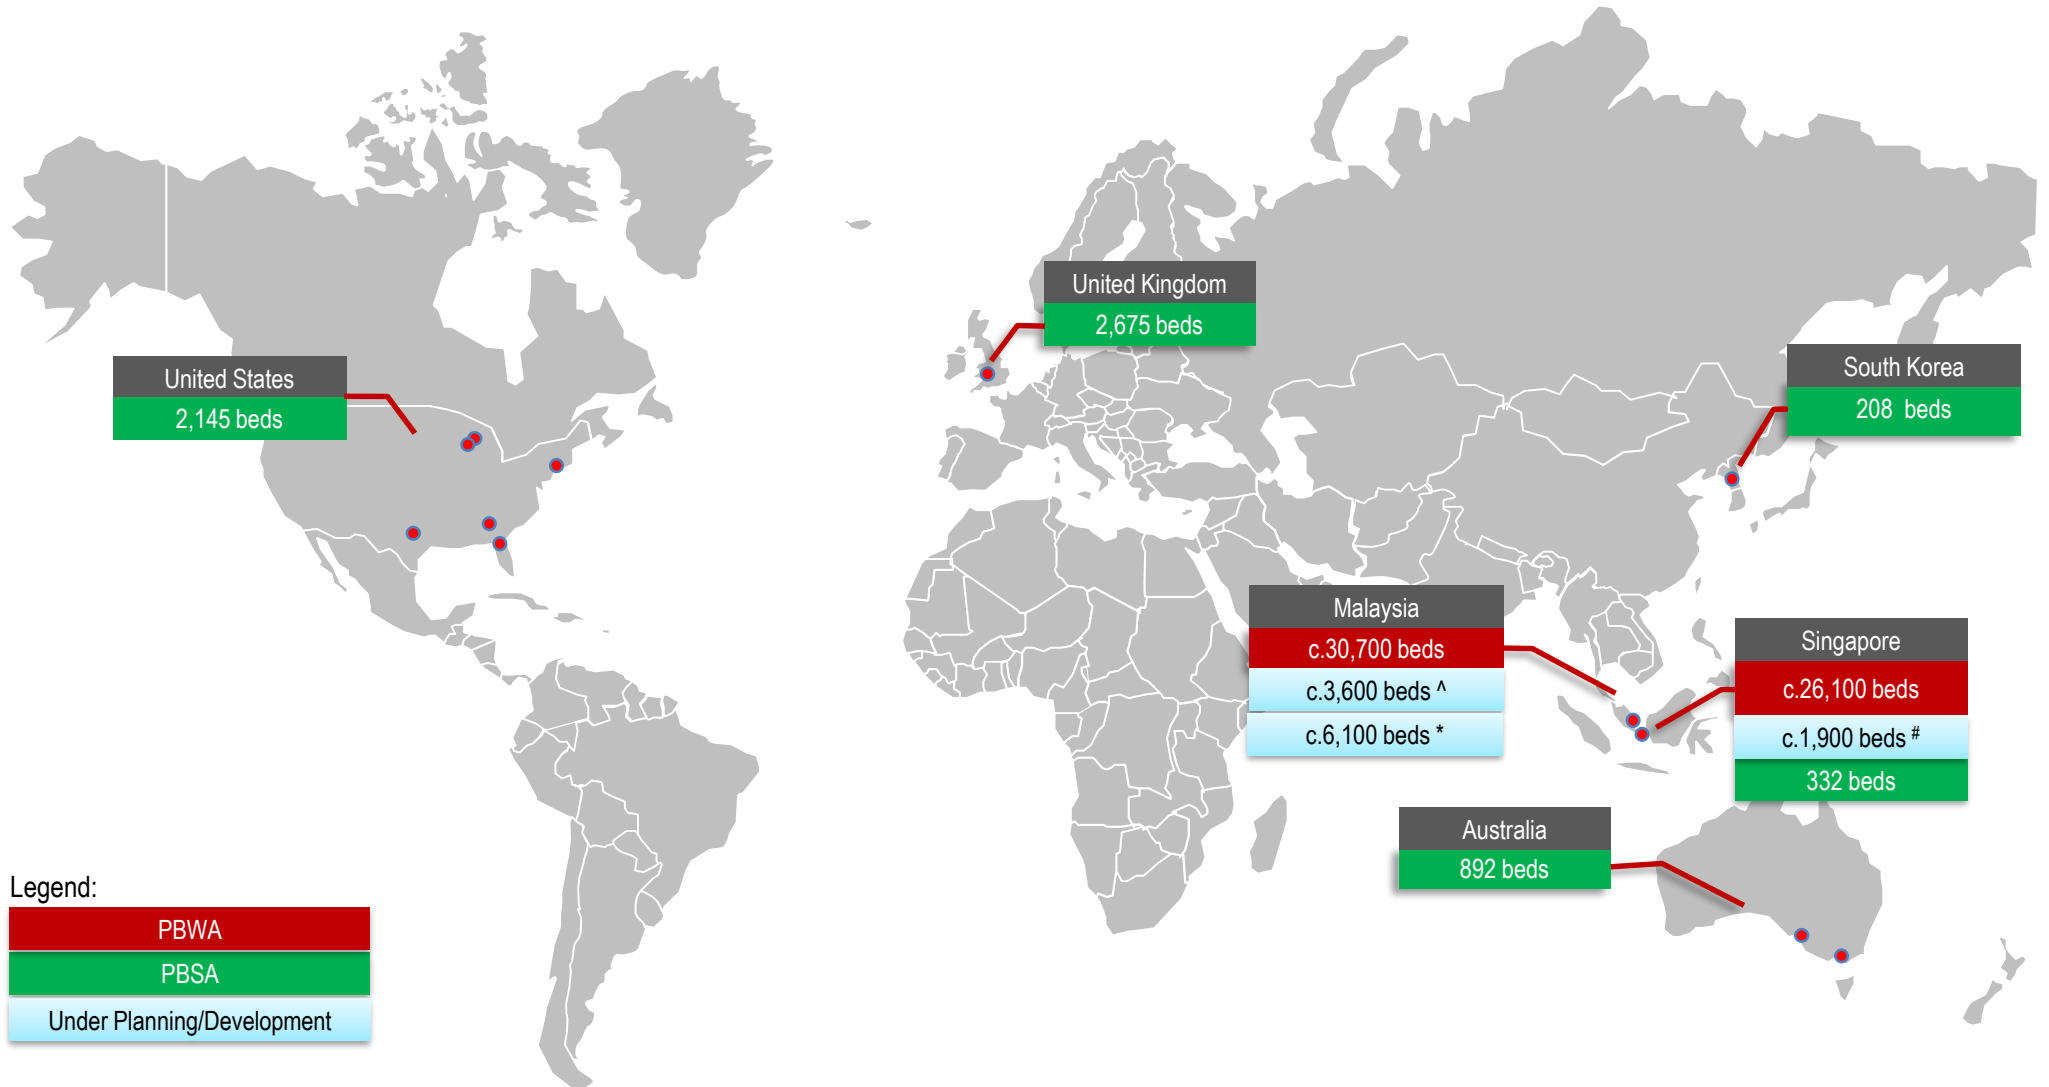 United Kingdom
2,675 beds
United States
2,145 beds
South Korea
208 beds
Malaysia
c.30,700 beds
c.3,600 beds ^
c.6,100 beds *
Singapore
c.26,100 beds
c.1,900 beds #
332 beds
Australia
892 beds
Legend:
PBWA
PBSA
Under Planning/Development